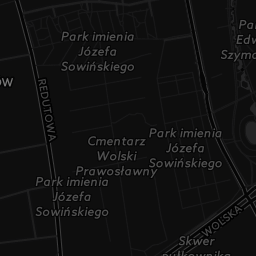 Park imienia
Józefa
Sowińskiego
REDUTOWA
Cmentarz
Wolski
Prawosławny
Park imienia
Józefa
Sowińskiego
Park imienia
Józefa
Sowińskiego
WOLSKA
Skwer